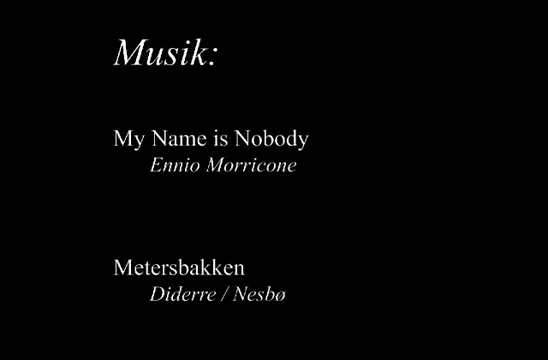 Musik:
My Name is Nobody
Ennio Morricone
Metersbakken
Diderre / Nesbø